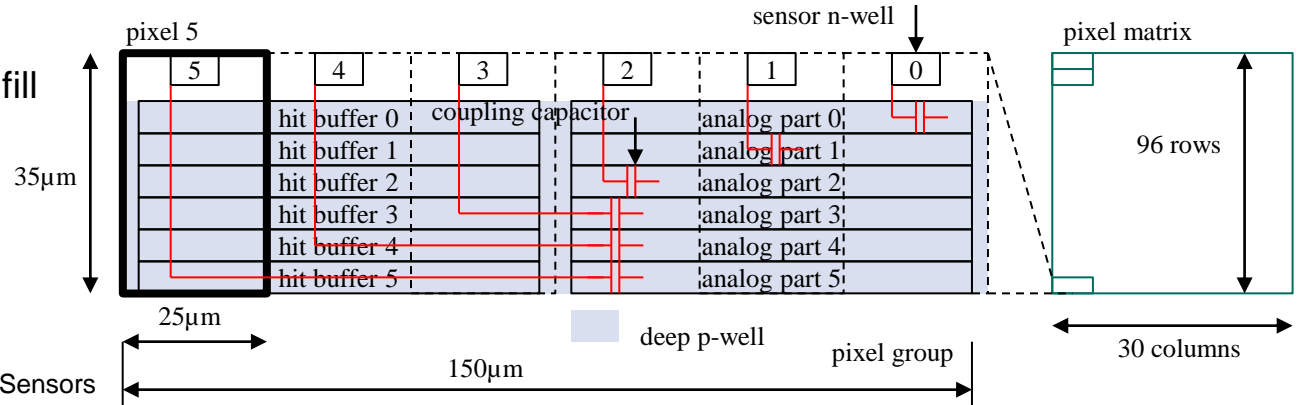 sensor n-well
pixel 5
pixel matrix
fill
5
4
3
2
1
0
coupling capacitor
hit buffer 0
analog part 0
hit buffer 1
analog part 1
96 rows
35µm
hit buffer 2
analog part 2
hit buffer 3
analog part 3
hit buffer 4
analog part 4
hit buffer 5
analog part 5
25µm
deep p-well
pixel group
30 columns
150µm
Sensors